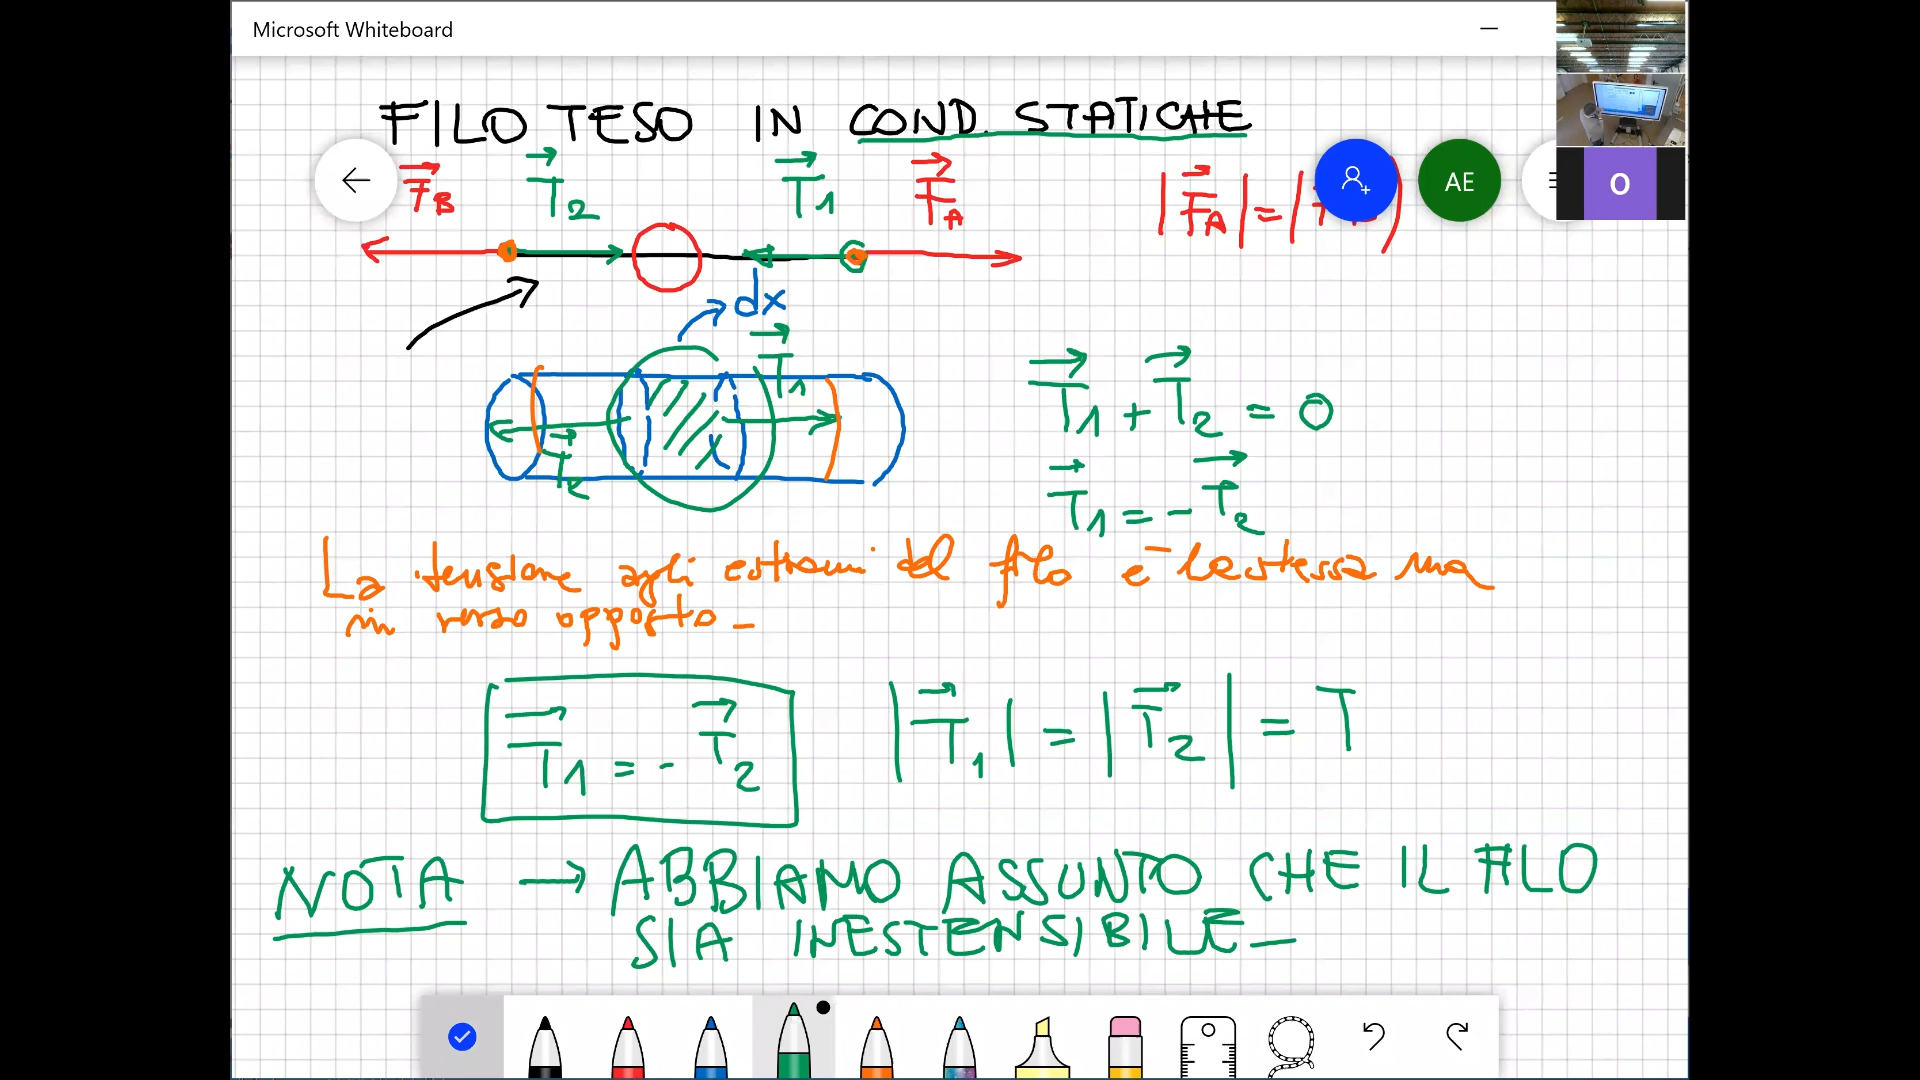 Microsoft Whiteboard
FILO TESO IN COND. STATICHE
F_B T_2 T_1 F_A |F_A| = |
AE
O
dx
T_1
T_2
T_1 + T_2 = 0
T_1 = - T_2
La tensione agli estremi del filo è la stessa ma
in verso opposto -
T_1 = - T_2 |T_1| = |T_2| = T
NOTA → ABBIAMO ASSUNTO CHE IL FILO
SIA INESTENSIBILE -